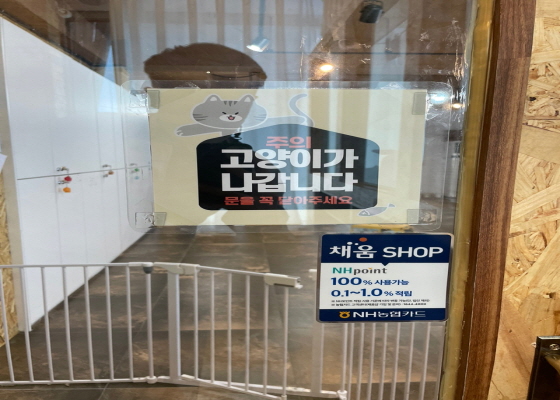 주의
고양이가
나갑니다
문을 꼭 닫아주세요
채움 SHOP
NHpoint
100% 사용가능
0.1~1.0% 적립
NH농협카드